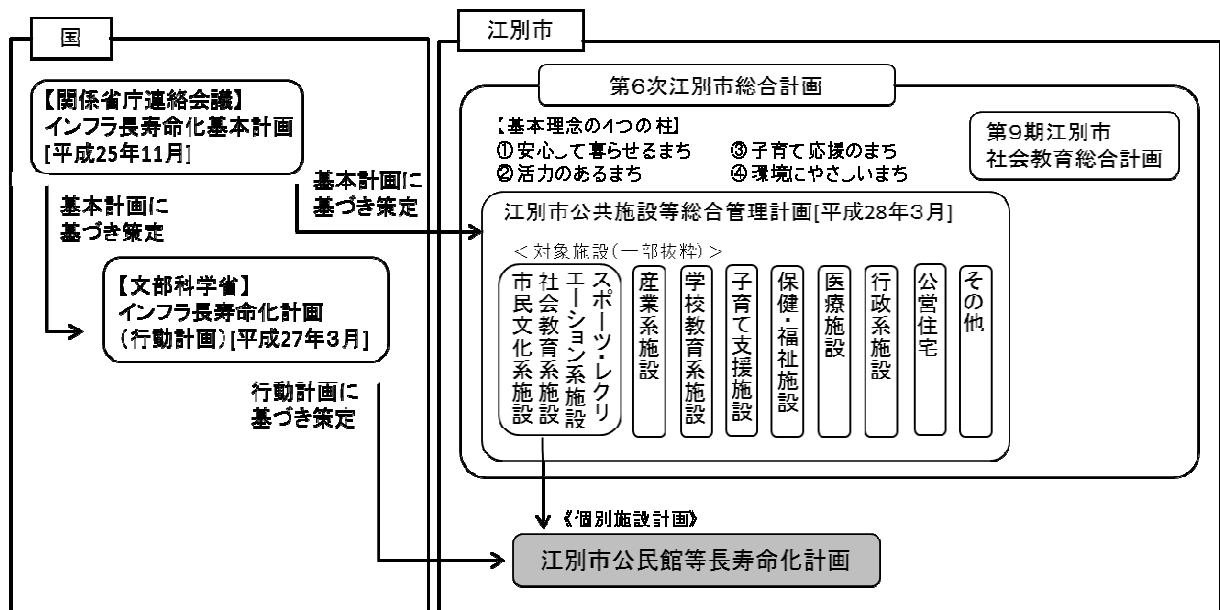 国
【関係省庁連絡会議】
インフラ長寿命化基本計画
[平成25年11月]
基本計画に
基づき策定
基本計画に
基づき策定
【文部科学省】
インフラ長寿命化計画
（行動計画）[平成27年３月]
行動計画に
基づき策定
江別市
第６次江別市総合計画
【基本理念の４つの柱】
①安心して暮らせるまち　③子育て応援のまち
②活力のあるまち　④環境にやさしいまち
第９期江別市
社会教育総合計画
江別市公共施設等総合管理計画[平成28年３月]
＜対象施設(一部抜粋)＞
スポーツ・レクリ
エーション系施設
社会教育系施設
市民文化系施設
産業系施設
学校教育系施設
子育て支援施設
保健・福祉施設
医療施設
行政系施設
公営住宅
その他
《個別施設計画》
江別市公民館等長寿命化計画